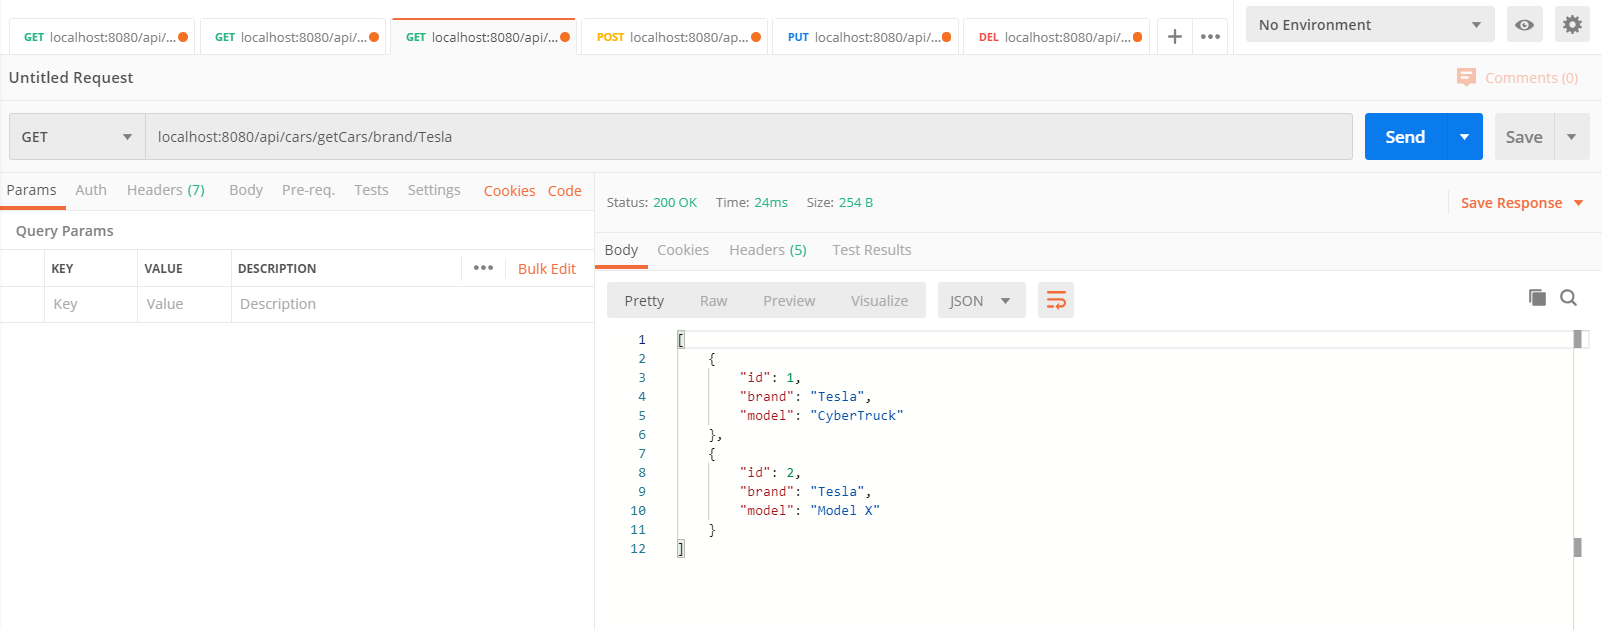 GET localhost:8080/api/... GET localhost:8080/api/... GET localhost:8080/api/... POST localhost:8080/ap... PUT localhost:8080/api/... DEL localhost:8080/api/... + ••• No Environment
Untitled Request Comments (0)
GET localhost:8080/api/cars/getCars/brand/Tesla Send Save
Params Auth Headers (7) Body Pre-req. Tests Settings Cookies Code
Status: 200 OK Time: 24ms Size: 254 B Save Response
Query Params
KEY VALUE DESCRIPTION ••• Bulk Edit
Key Value Description
Body Cookies Headers (5) Test Results
Pretty Raw Preview Visualize JSON
1 [
2 {
3 "id": 1,
4 "brand": "Tesla",
5 "model": "CyberTruck"
6 },
7 {
8 "id": 2,
9 "brand": "Tesla",
10 "model": "Model X"
11 }
12 ]